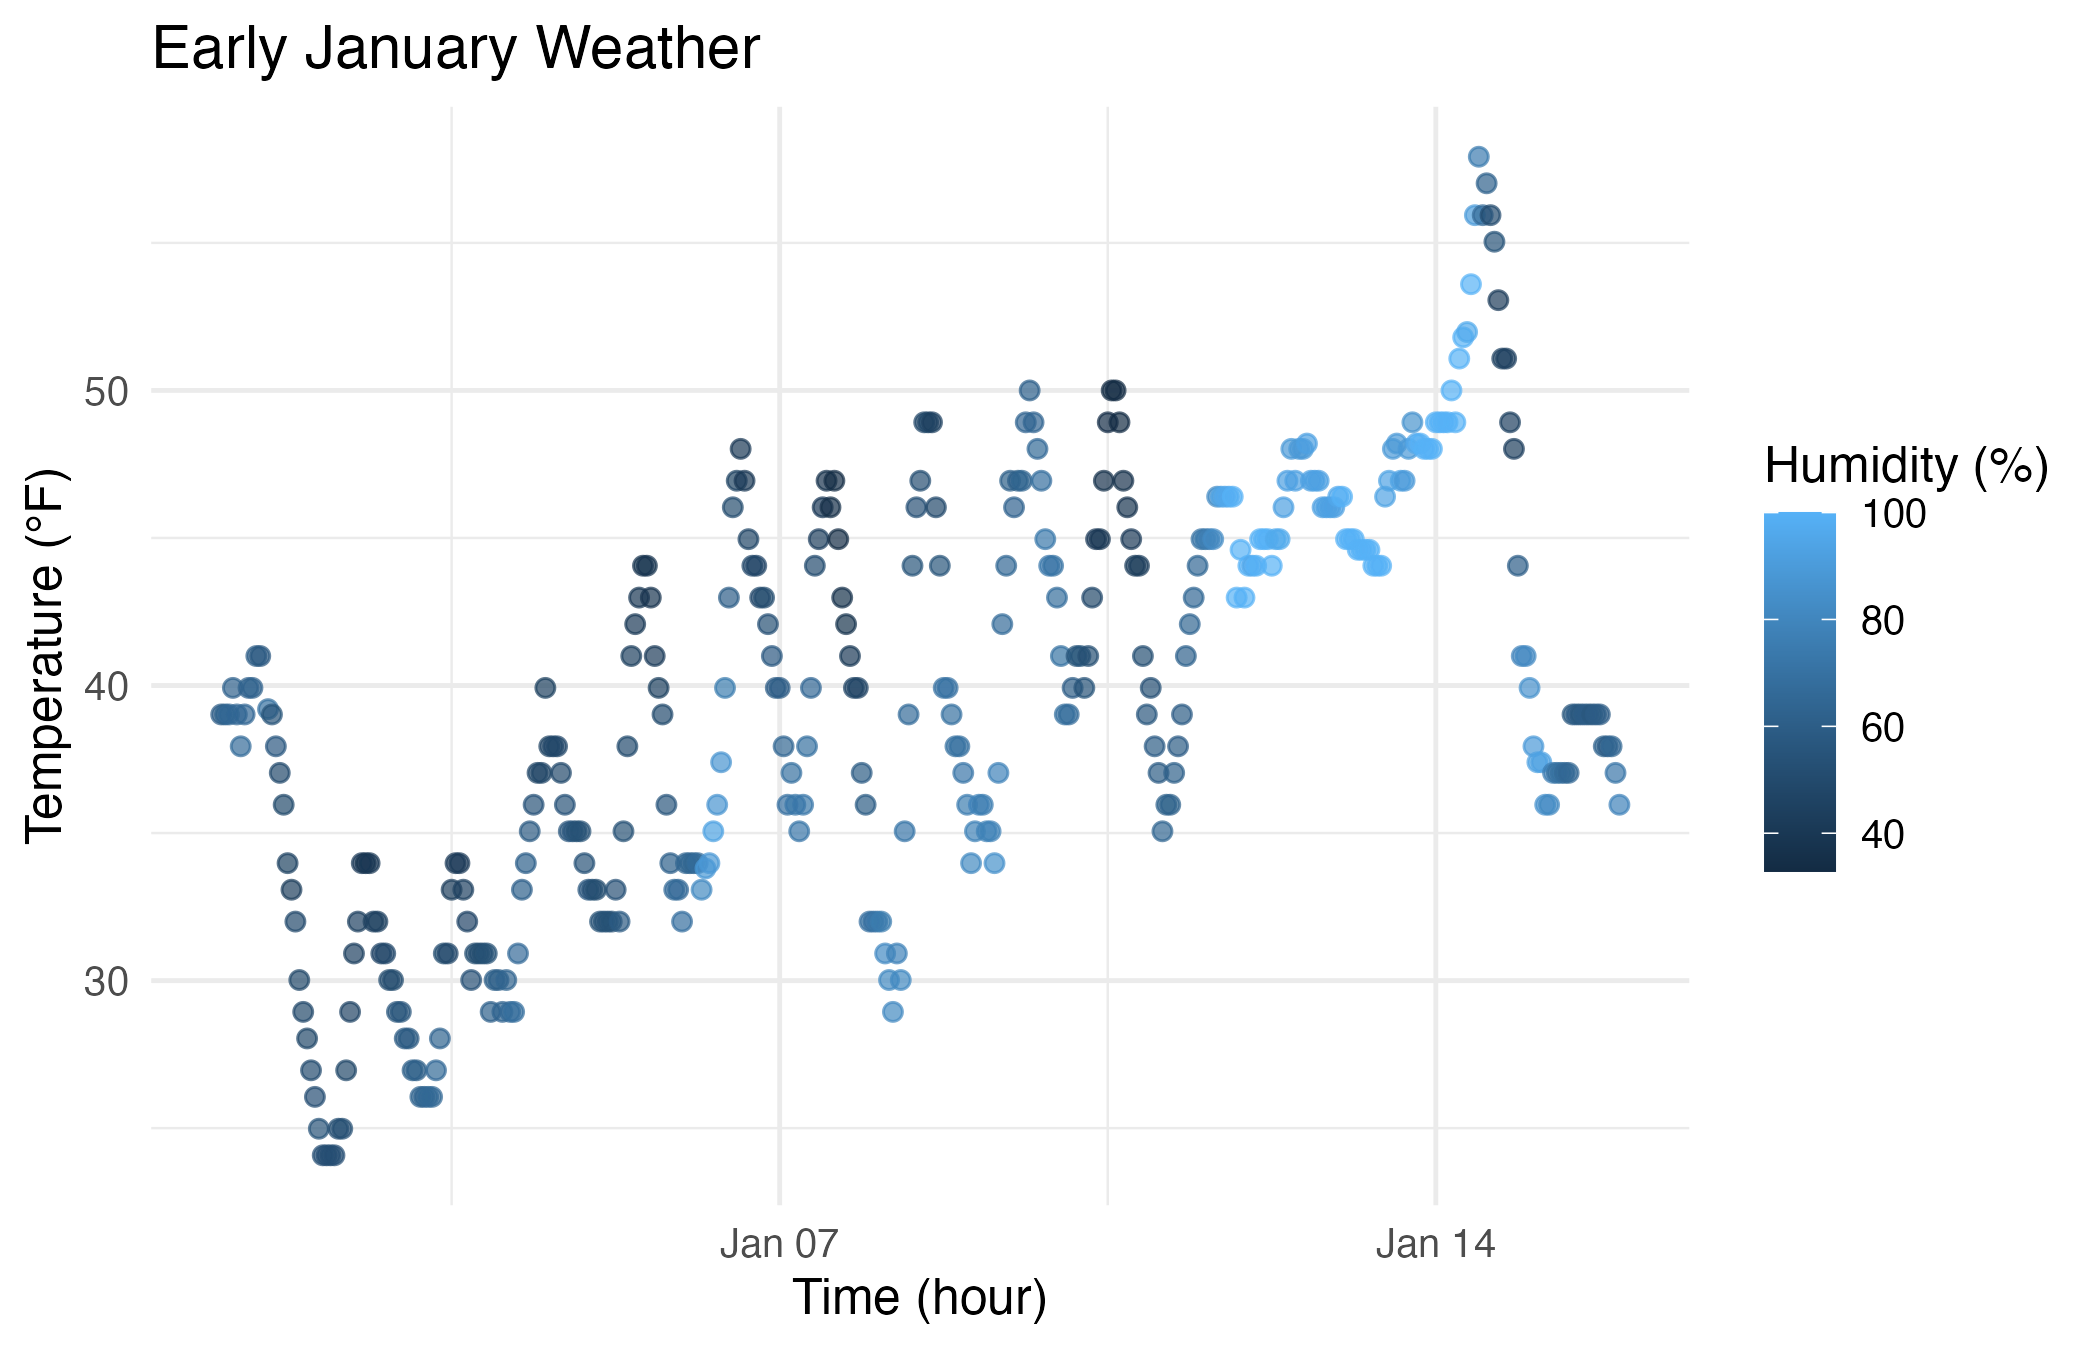 Early January Weather
Temperature (°F)
50
40
30
Jan 07
Jan 14
Time (hour)
Humidity (%)
100
80
60
40